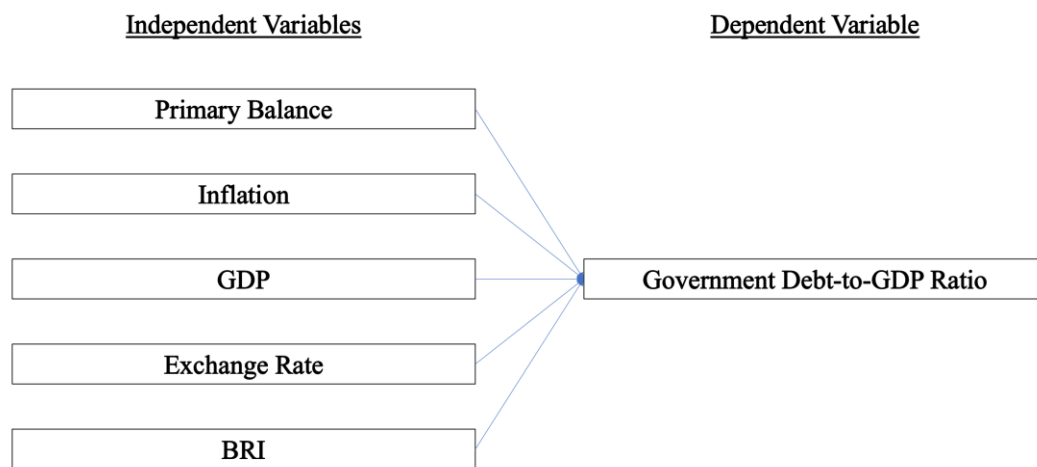 Independent Variables
Dependent Variable
Primary Balance
Inflation
GDP
Government Debt-to-GDP Ratio
Exchange Rate
BRI